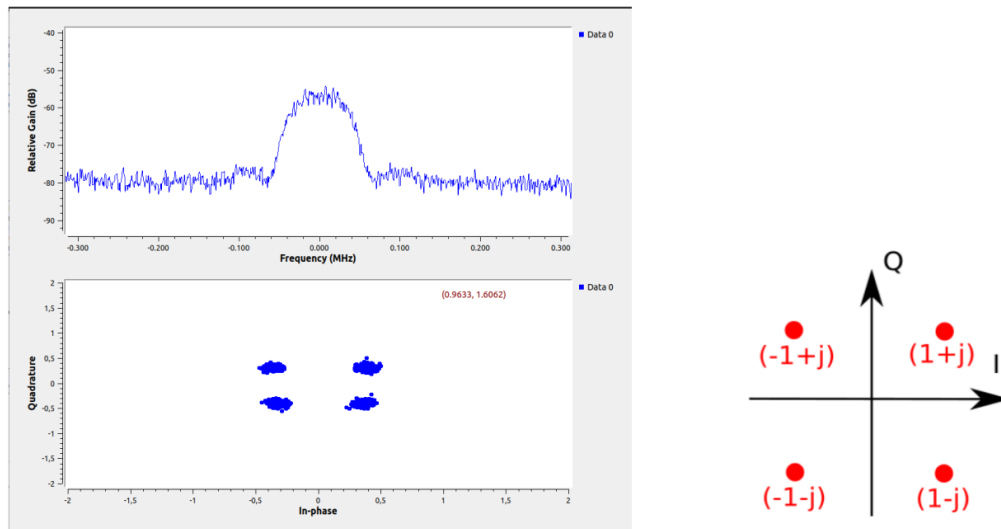 -40
-50
-60
-70
-80
-90
Relative Gain (dB)
Data 0
-0.300
-0.200
-0.100
0.000
0.100
0.200
0.300
Frequency (MHz)
2
1,5
1
0,5
0
-0,5
-1
-1,5
-2
Quadrature
(0.9633, 1.6062)
Data 0
-2
-1,5
-1
-0,5
0
0,5
1
1,5
2
In-phase
Q
(-1+j)
(1+j)
I
(-1-j)
(1-j)